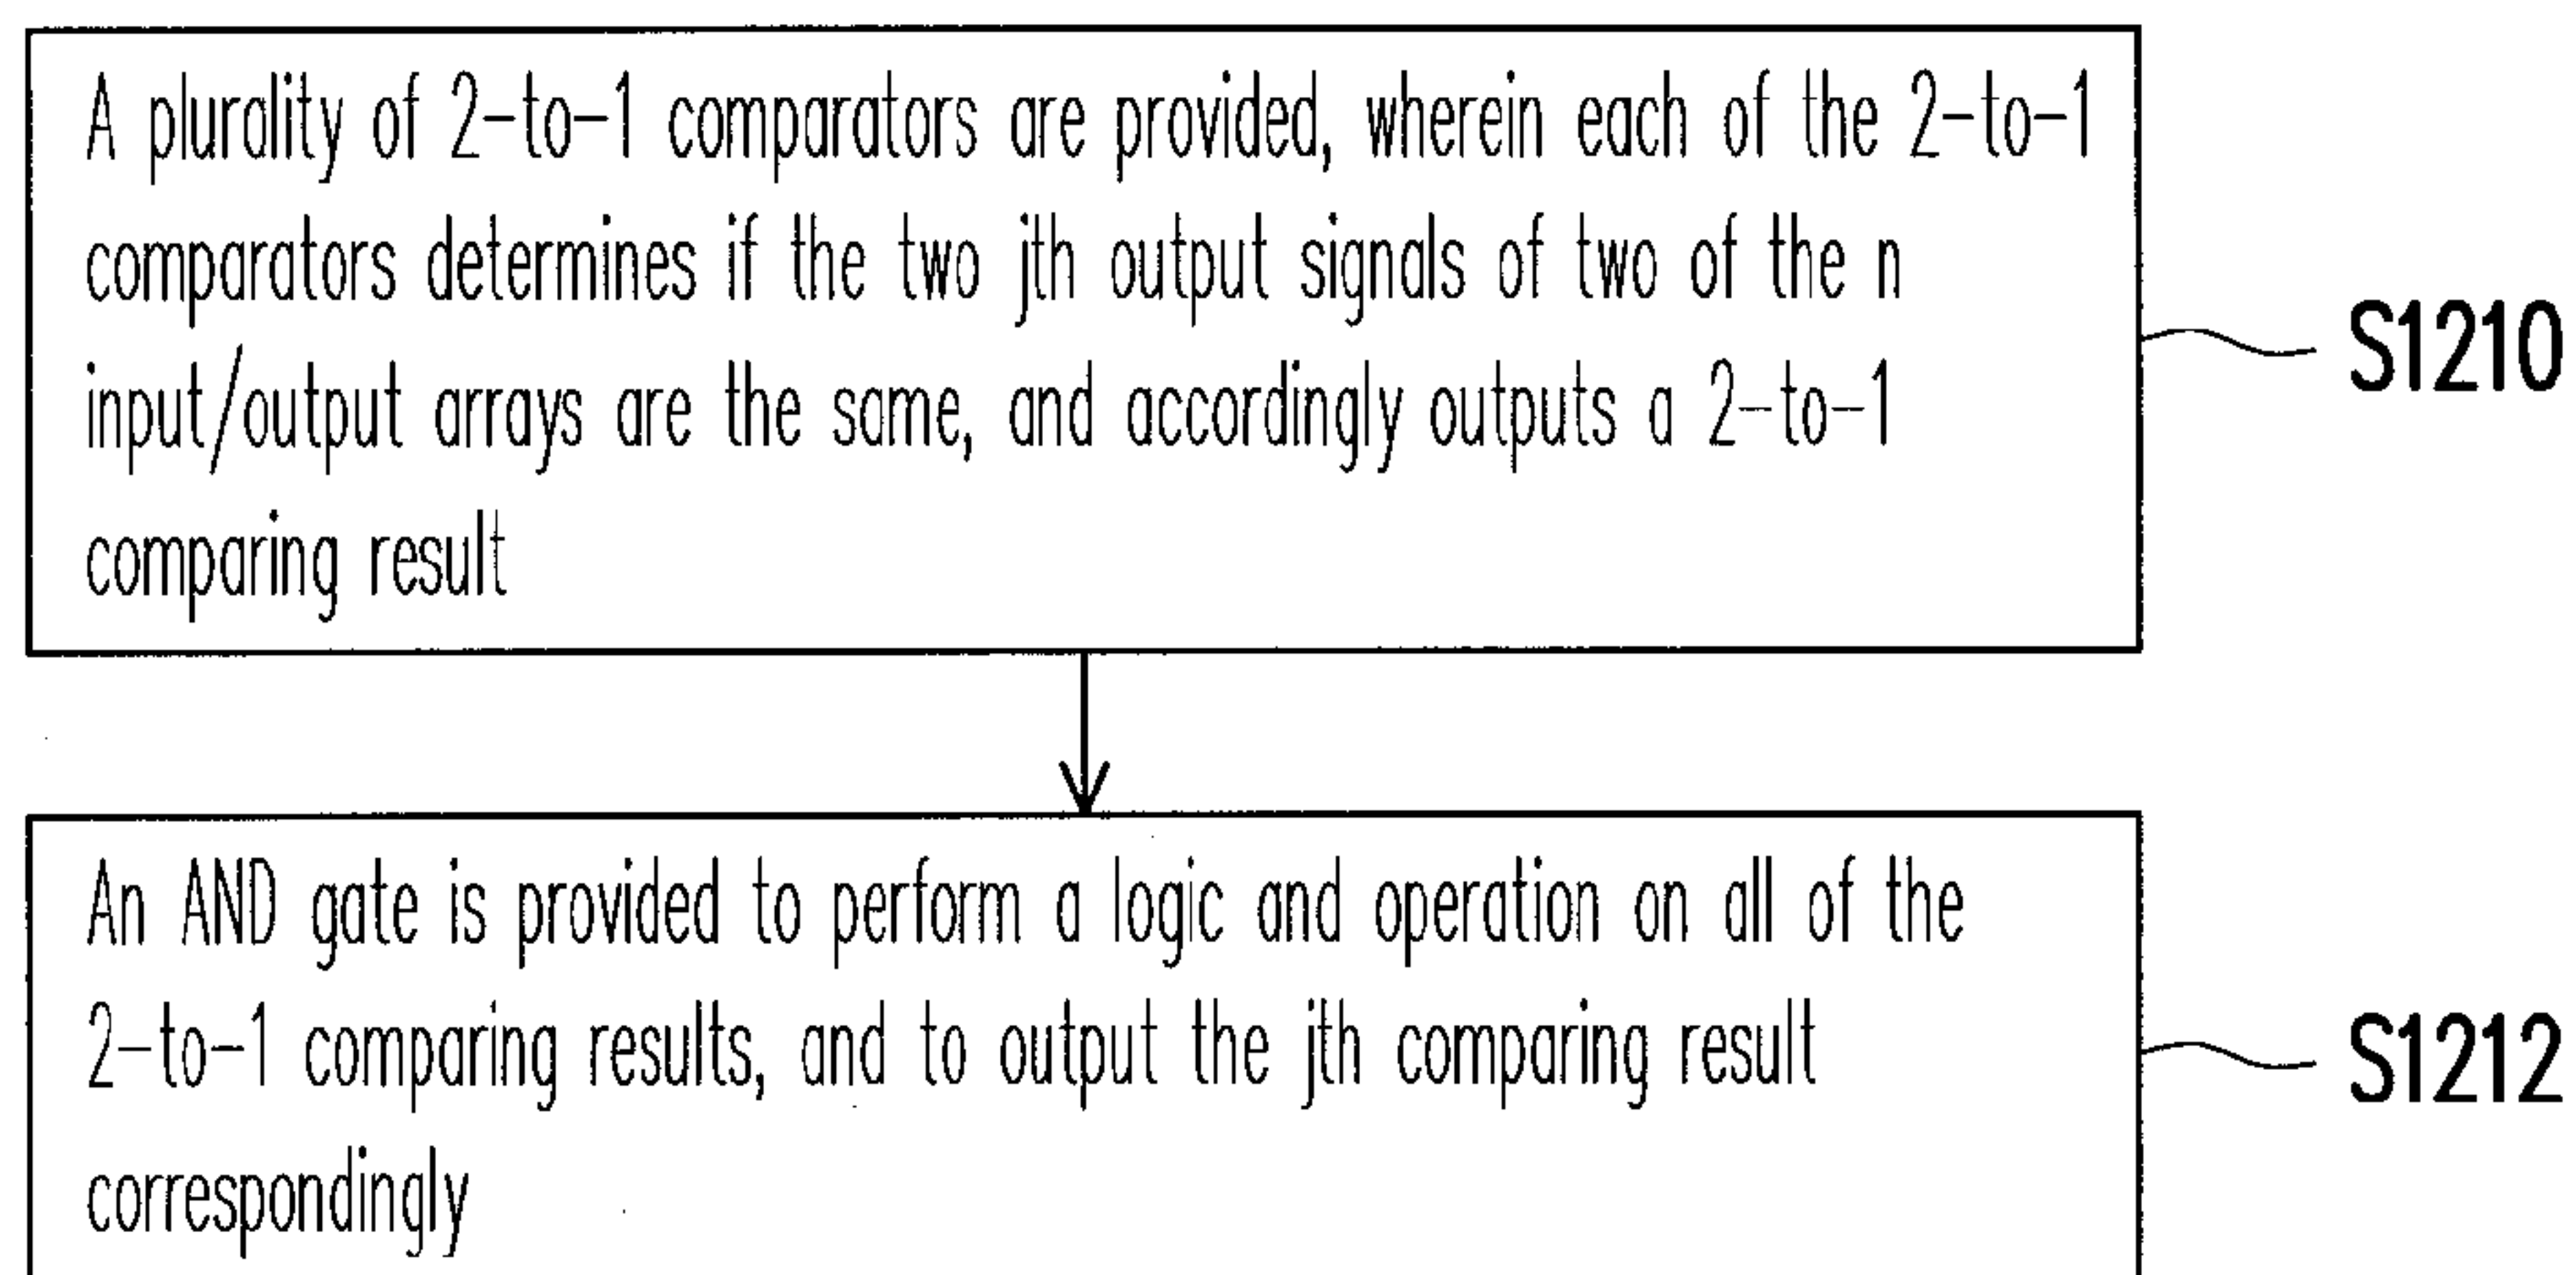 A plurality of 2-to-1 comparators are provided, wherein each of the 2-to-1
comparators determines if the two jth output signals of two of the n
input/output arrays are the same, and accordingly outputs a 2-to-1
comparing result
S1210
An AND gate is provided to perform a logic and operation on all of the
2-to-1 comparing results, and to output the jth comparing result
correspondingly
S1212